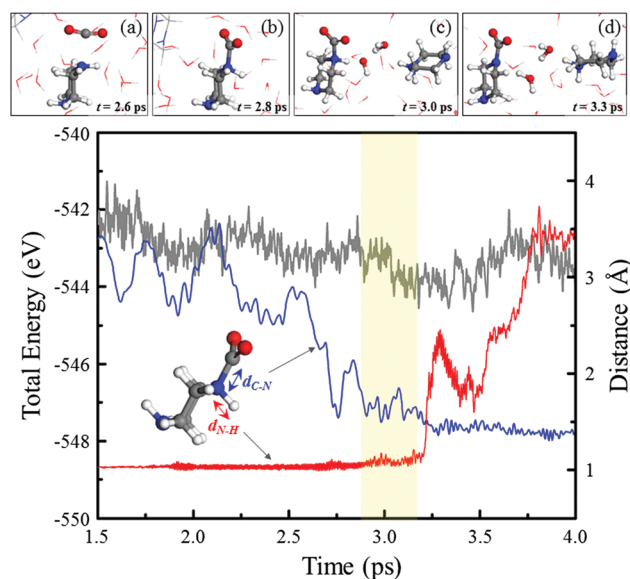 (a)
t = 2.6 ps
(b)
t = 2.8 ps
(c)
t = 3.0 ps
(d)
t = 3.3 ps
Total Energy (eV)
-540
-542
-544
-546
-548
-550
d_C-N
d_N-H
4
3
2
1
Distance (Å)
1.5 2.0 2.5 3.0 3.5 4.0
Time (ps)